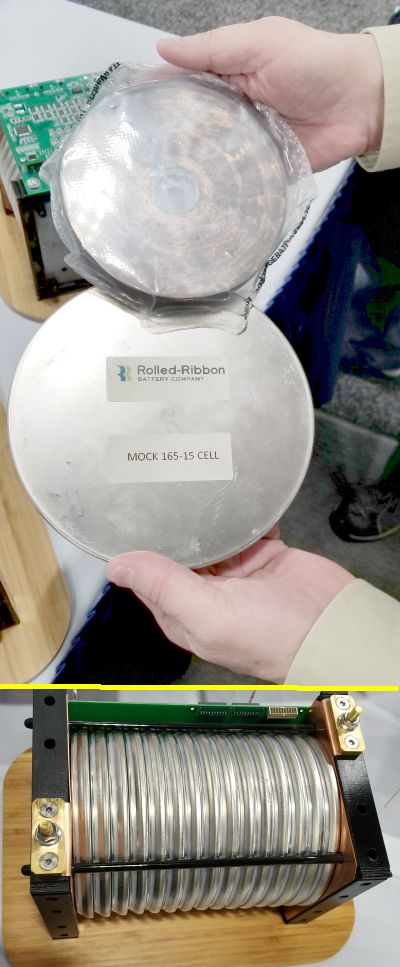 Rolled-Ribbon
BATTERY COMPANY
MOCK 165-15 CELL